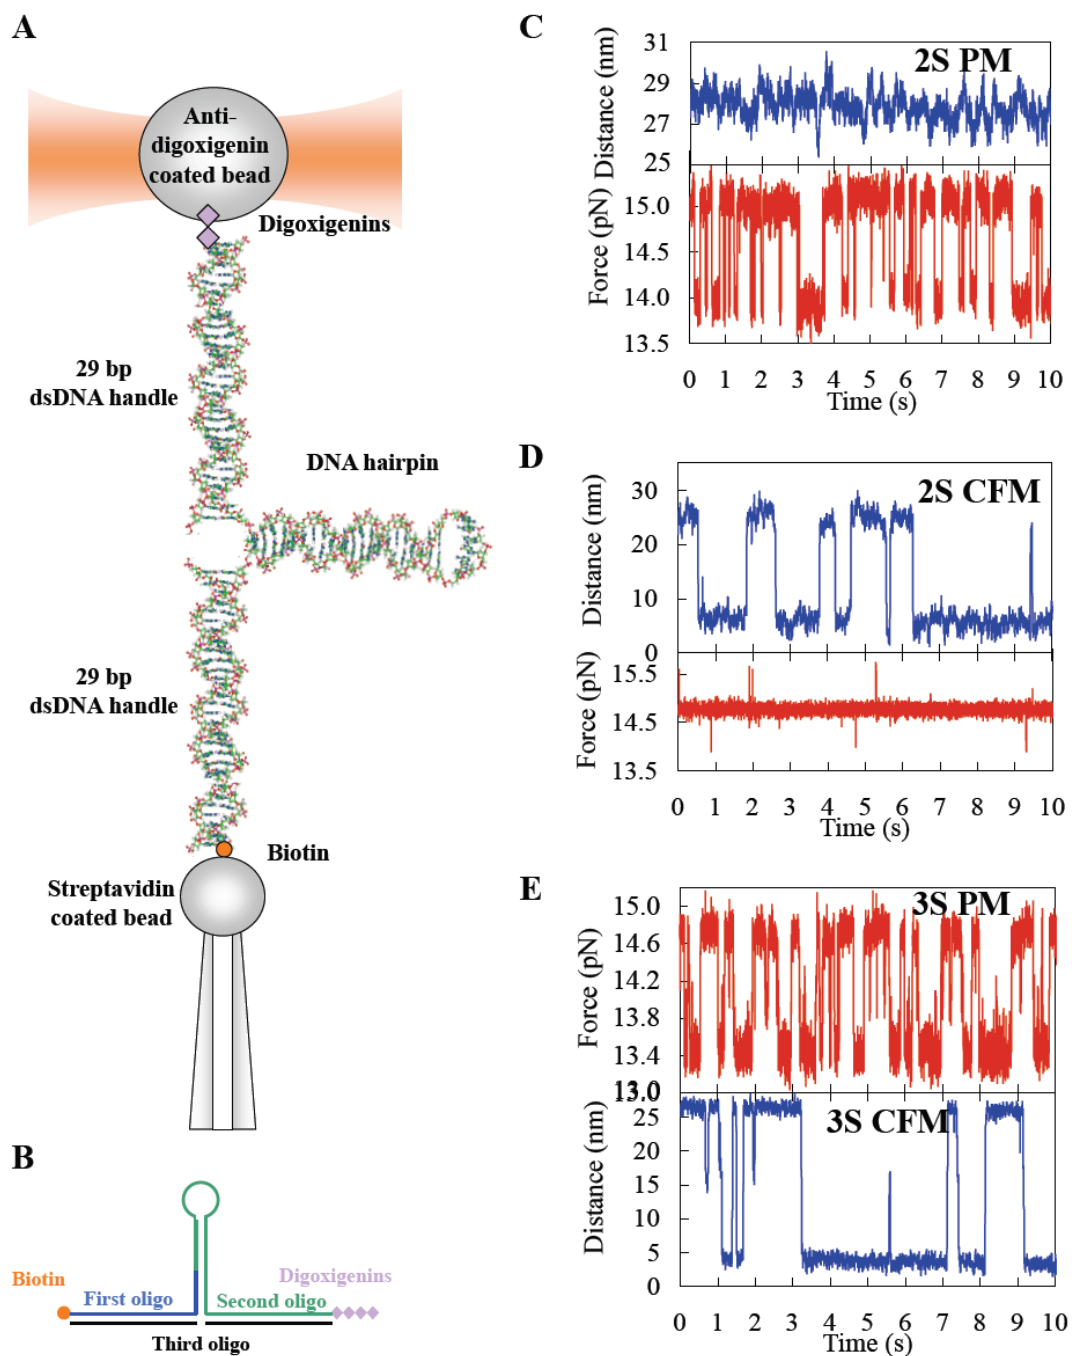 A
Anti-
digoxigenin
coated bead
Digoxigenins
29 bp
dsDNA handle
DNA hairpin
29 bp
dsDNA handle
Biotin
Streptavidin
coated bead
B
Biotin
First oligo
Second oligo
Digoxigenins
Third oligo
C
2S PM
Distance (nm)
31
29
27
25
Force (pN)
15.0
14.5
14.0
13.5
0 1 2 3 4 5 6 7 8 9 10
Time (s)
D
2S CFM
Distance (nm)
30
20
10
0
Force (pN)
15.5
14.5
13.5
0 1 2 3 4 5 6 7 8 9 10
Time (s)
E
3S PM
Force (pN)
15.0
14.6
14.2
13.8
13.4
13.0
3S CFM
Distance (nm)
25
20
15
10
5
0
0 1 2 3 4 5 6 7 8 9 10
Time (s)